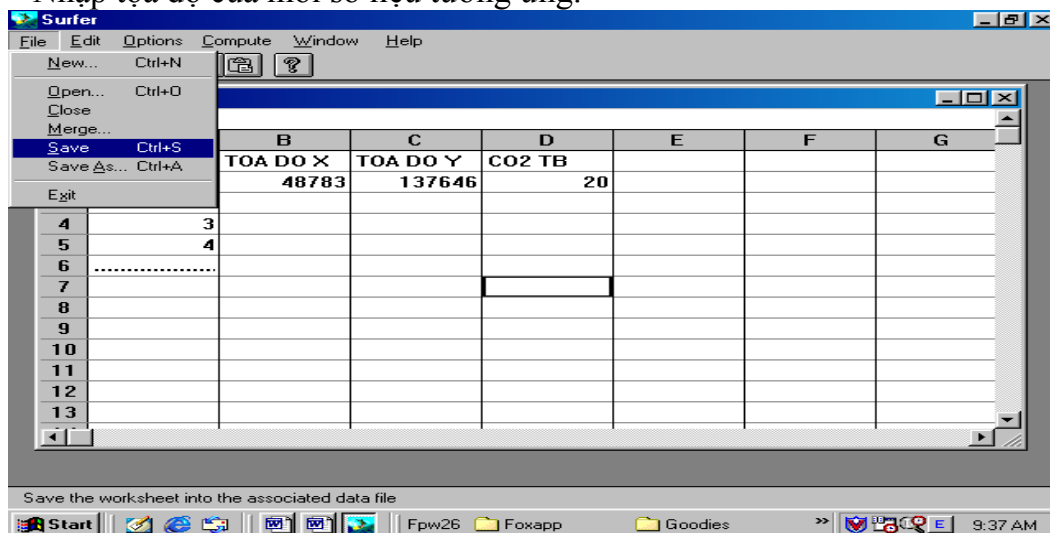 Nhập tọa độ của mỗi số liệu tương ứng.
Surfer
File Edit Options Compute Window Help
New... Ctrl+N
Open... Ctrl+O
Close
Merge...
Save Ctrl+S
Save As... Ctrl+A
Exit
B C D E F G
TOA DO X TOA DO Y CO2 TB
48783 137646 20
4 3
5 4
6 ..................
7
8
9
10
11
12
13
Save the worksheet into the associated data file
Start Fpw26 Foxapp Goodies » E 9:37 AM